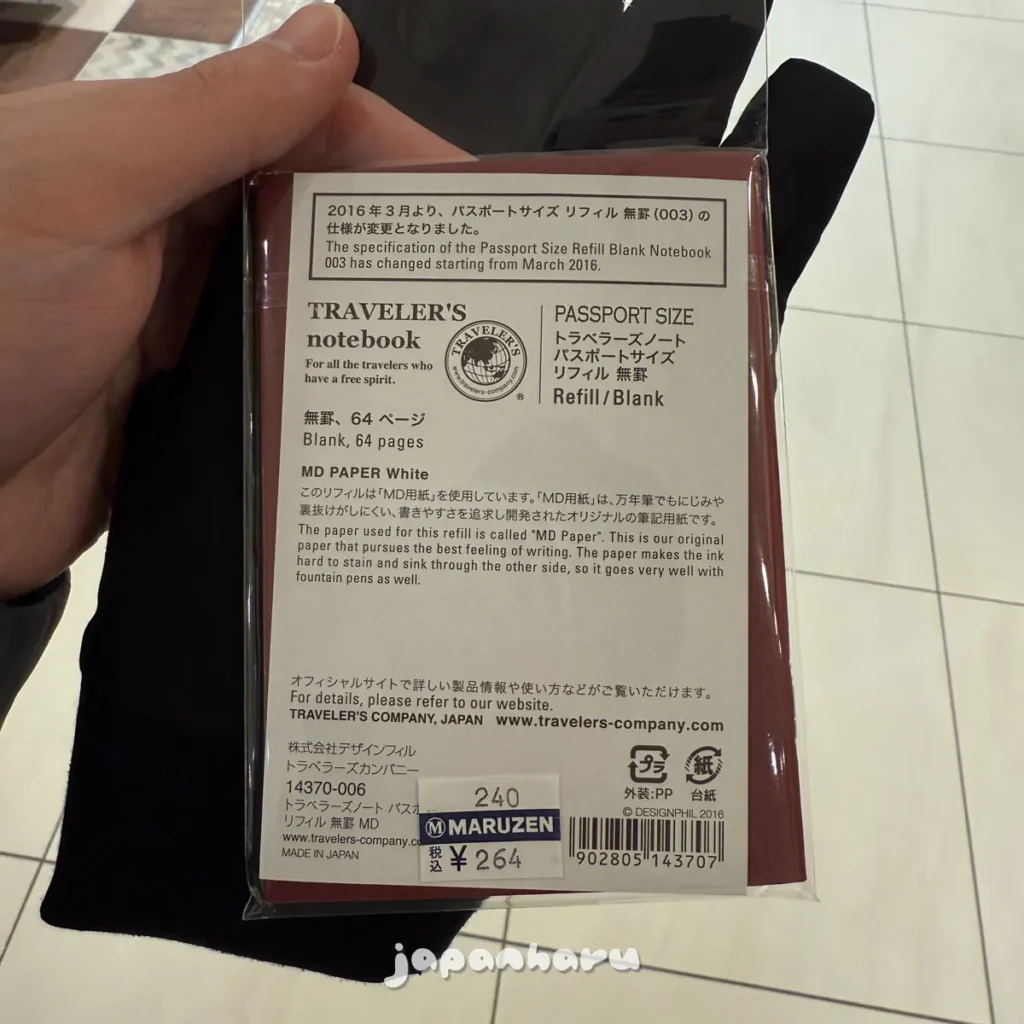 2016年3月より、パスポートサイズ リフィル 無罫(003)の
仕様が変更となりました。
The specification of the Passport Size Refill Blank Notebook
003 has changed starting from March 2016.
TRAVELER'S
notebook
For all the travelers who
have a free spirit.
TRAVELER'S
www.travelers-company.com
®
PASSPORT SIZE
トラベラーズノート
パスポートサイズ
リフィル 無罫
Refill/Blank
無罫、64 ページ
Blank, 64 pages
MD PAPER White
このリフィルは「MD用紙」を使用しています。「MD用紙」は、万年筆でもにじみや
裏抜けがしにくい、書きやすさを追求し開発されたオリジナルの筆記用紙です。
The paper used for this refill is called "MD Paper". This is our original
paper that pursues the best feeling of writing. The paper makes the ink
hard to stain and sink through the other side, so it goes very well with
fountain pens as well.
オフィシャルサイトで詳しい製品情報や使い方などがご覧いただけます。
For details, please refer to our website.
TRAVELER'S COMPANY, JAPAN www.travelers-company.com
株式会社デザインフィル
トラベラーズカンパニー
14370-006
トラベラーズノート パスポ
リフィル 無罫 MD
www.travelers-compa
MADE IN JAPAN
プラ
外装:PP
紙
台紙
© DESIGNPHIL 2016
902805 143707
240
M MARUZEN
税込 ¥264
japanharu